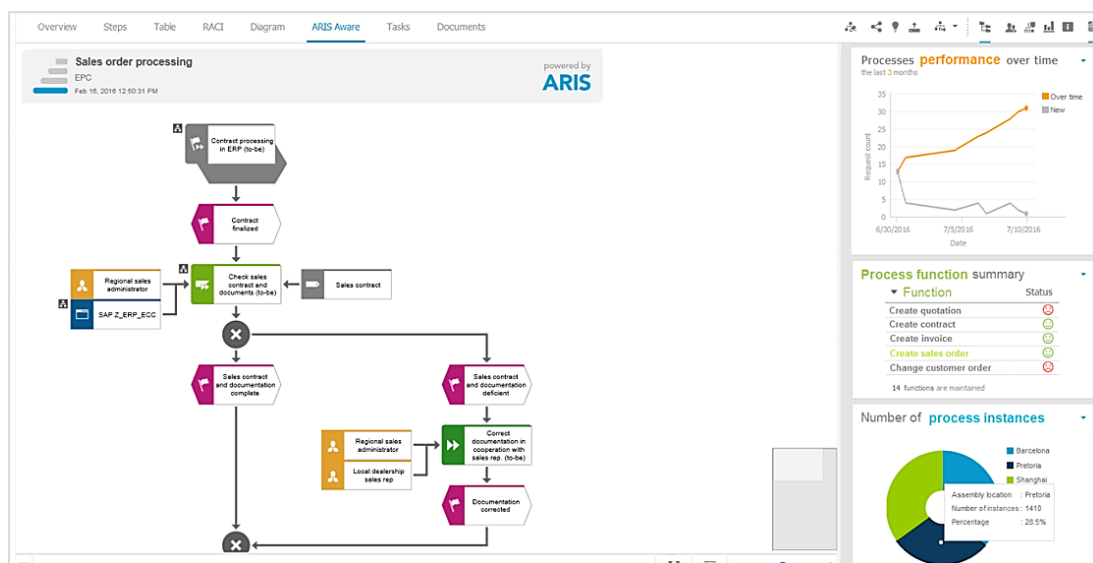 Overview Steps Table RACI Diagram ARIS Aware Tasks Documents
Sales order processing
EPC
Feb 16, 2016 12:50:31 PM
powered by
ARIS
Contract processing
in ERP (to-be)
Contract
finalized
Regional sales
administrator
SAP Z_ERP_ECC
Check sales
contract and
documents (to-be)
Sales contract
Sales contract
and documentation
complete
Sales contract
and documentation
deficient
Regional sales
administrator
Local dealership
sales rep
Correct
documentation in
cooperation with
sales rep. (to-be)
Documentation
corrected
Processes performance over time
the last 3 months
Over time
New
Request count
35
30
25
20
15
10
5
0
6/30/2016 7/5/2016 7/10/2016
Date
Process function summary
Function Status
Create quotation
Create contract
Create invoice
Create sales order
Change customer order
14 functions are maintained
Number of process instances
Barcelona
Pretoria
Shanghai
Assembly location : Pretoria
Number of instances : 1410
Percentage : 28.5%